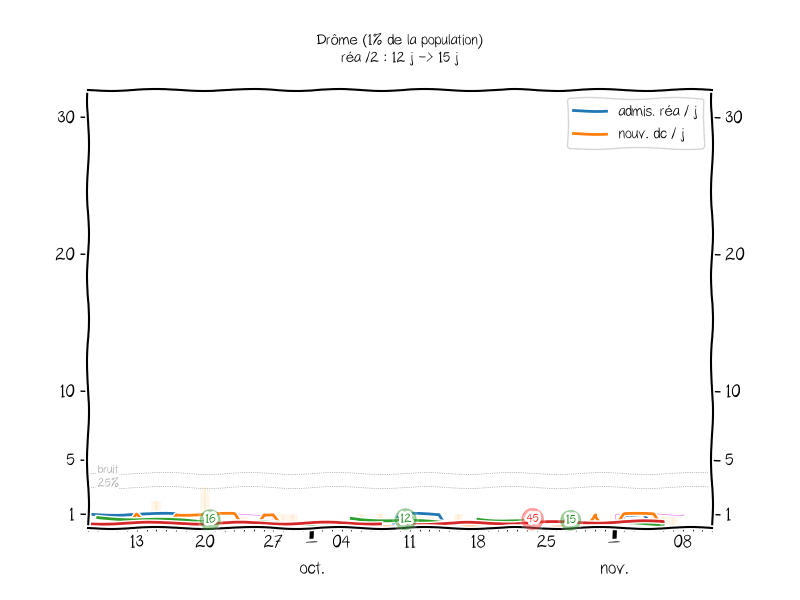 Drôme (1% de la population)
réa /2 : 12 j -> 15 j
admis. réa / j
nouv. dc / j
30 30
20 20
10 10
5 5
bruit
25%
1 1
16 12 45 15
13 20 27 04 11 18 25 08
oct. nov.